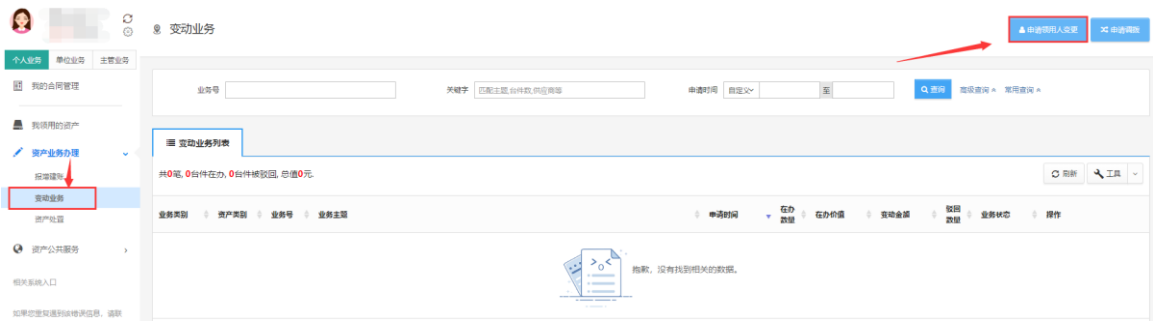 变动业务
申请领用人变更
申请调账
个人业务 单位业务 主管业务
我的合同管理
我领用的资产
资产业务办理
报增建账
变动业务
资产处置
资产公共服务
相关系统入口
如果您登录遇到该错误信息，请联
业务号
关键字 匹配主题,台件数,供应商等
申请时间 自定义 至
查询 高级查询 常用查询
变动业务列表
共0笔, 0台件在办, 0台件被驳回, 总值0元.
刷新 工具
业务类别 资产类别 业务号 业务主题 申请时间 在办数量 在办价值 变动金额 驳回数量 业务状态 操作
抱歉，没有找到相关的数据。